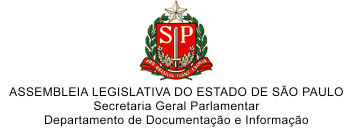 SP
ASSEMBLEIA LEGISLATIVA DO ESTADO DE SÃO PAULO
Secretaria Geral Parlamentar
Departamento de Documentação e Informação